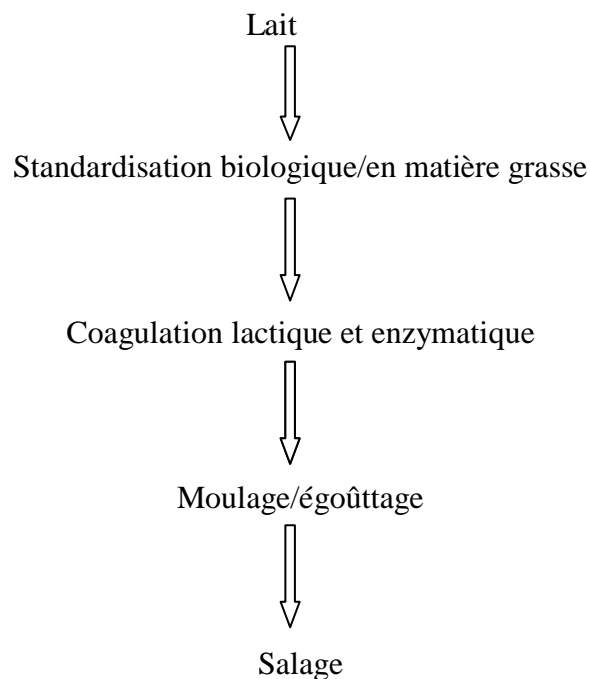 Lait
Standardisation biologique/en matière grasse
Coagulation lactique et enzymatique
Moulage/égoûttage
Salage